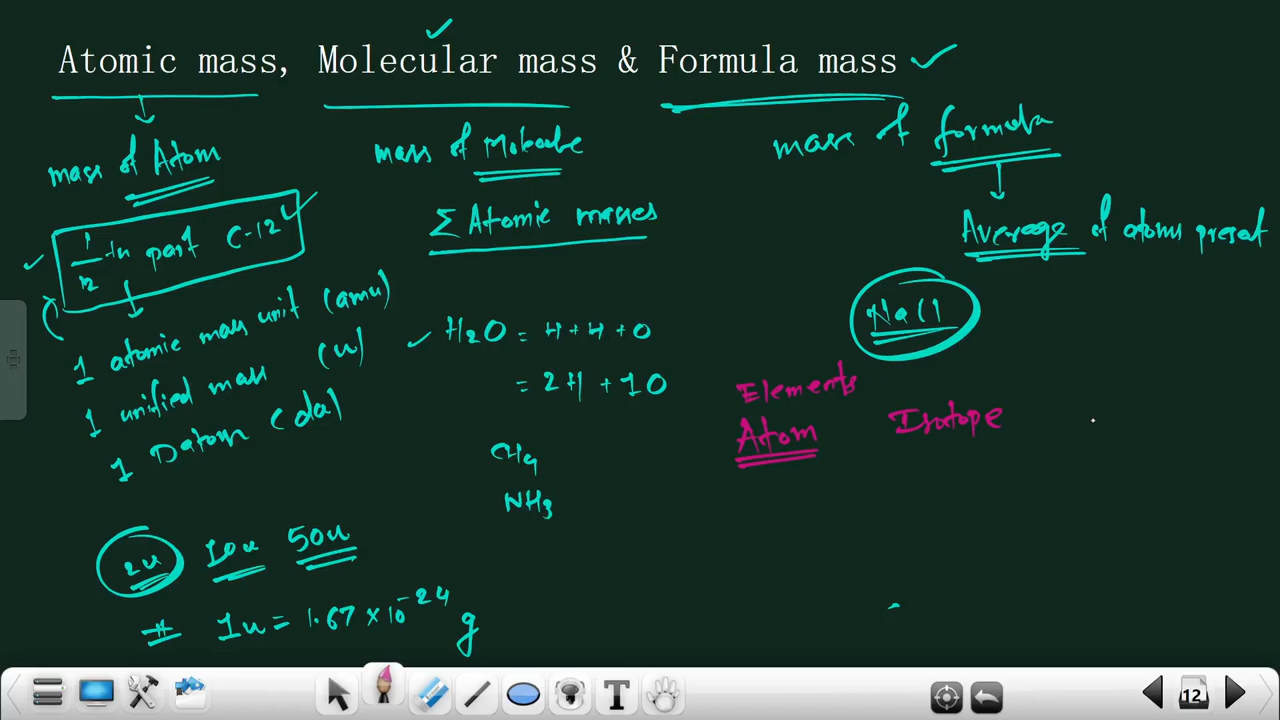 Atomic mass, Molecular mass & Formula mass
mass of Atom
1/12 th part C-12
1 atomic mass unit (amu)
1 unified mass (u)
1 Datom (da)
2u 10u 50u
# 1u = 1.67 × 10⁻²⁴ g
mass of Molecule
Σ Atomic masses
H2O = H + H + O
= 2H + 1O
CH4
NH3
mass of formula
Average of atoms present
NaCl
Elements
Atom Isotope
12
T